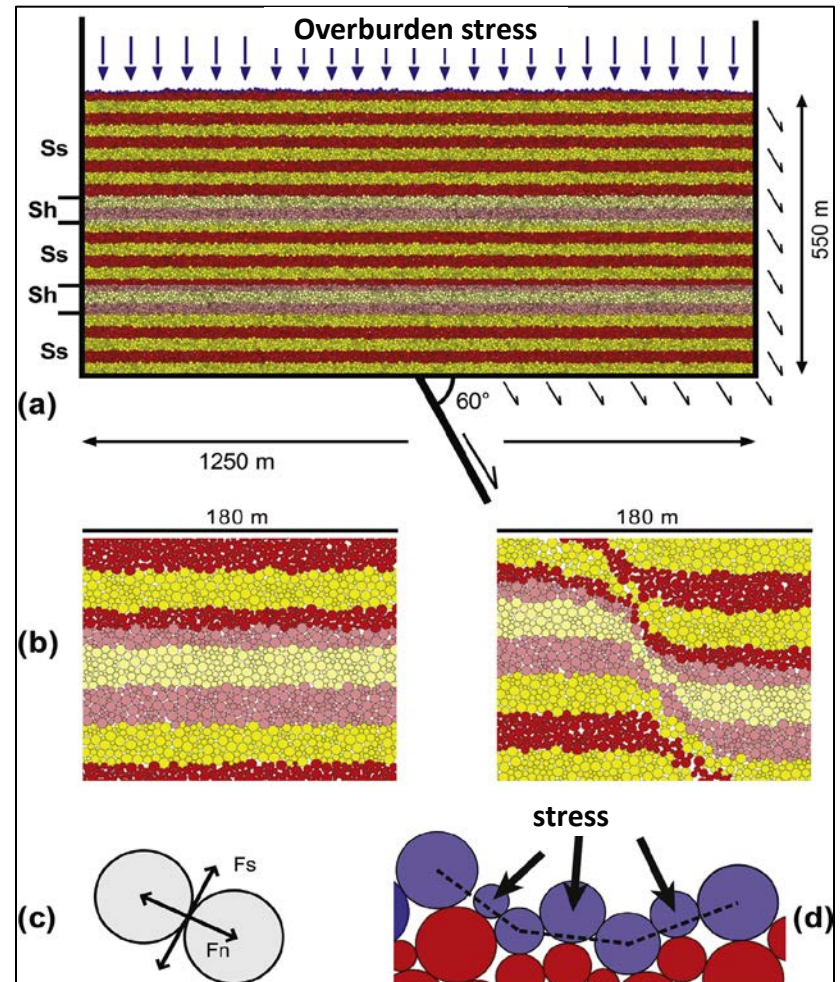 Overburden stress
Ss
Sh
Ss
Sh
Ss
550 m
(a)
60°
1250 m
180 m
180 m
(b)
stress
(c)
Fs
Fn
(d)